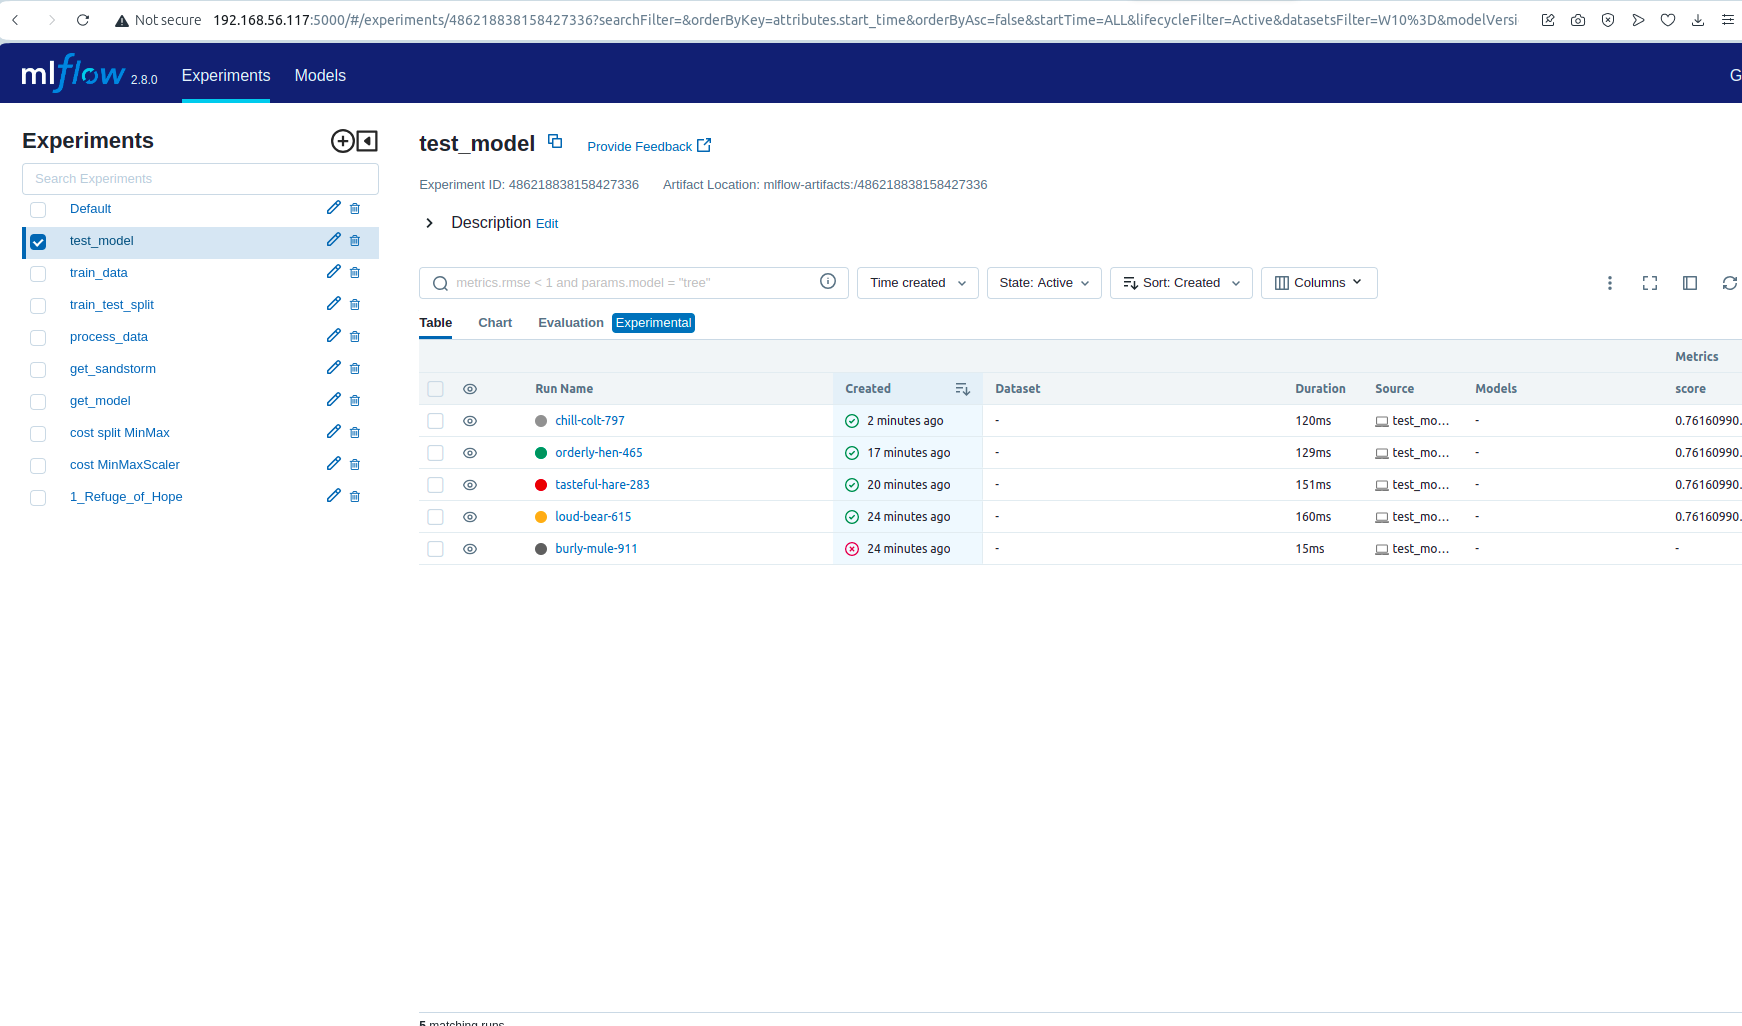 Not secure 192.168.56.117:5000/#/experiments/486218838158427336?searchFilter=&orderByKey=attributes.start_time&orderByAsc=false&startTime=ALL&lifecycleFilter=Active&datasetsFilter=W10%3D&modelVersi
mlflow 2.8.0 Experiments Models G
Experiments
Search Experiments
Default
test_model
train_data
train_test_split
process_data
get_sandstorm
get_model
cost split MinMax
cost MinMaxScaler
1_Refuge_of_Hope
test_model Provide Feedback
Experiment ID: 486218838158427336 Artifact Location: mlflow-artifacts:/486218838158427336
Description Edit
metrics.rmse < 1 and params.model = "tree" Time created State: Active Sort: Created Columns
Table Chart Evaluation Experimental
Metrics
Run Name Created Dataset Duration Source Models score
chill-colt-797 2 minutes ago - 120ms test_mo... - 0.76160990.
orderly-hen-465 17 minutes ago - 129ms test_mo... - 0.76160990.
tasteful-hare-283 20 minutes ago - 151ms test_mo... - 0.76160990.
loud-bear-615 24 minutes ago - 160ms test_mo... - 0.76160990.
burly-mule-911 24 minutes ago - 15ms test_mo... - -
5 matching runs